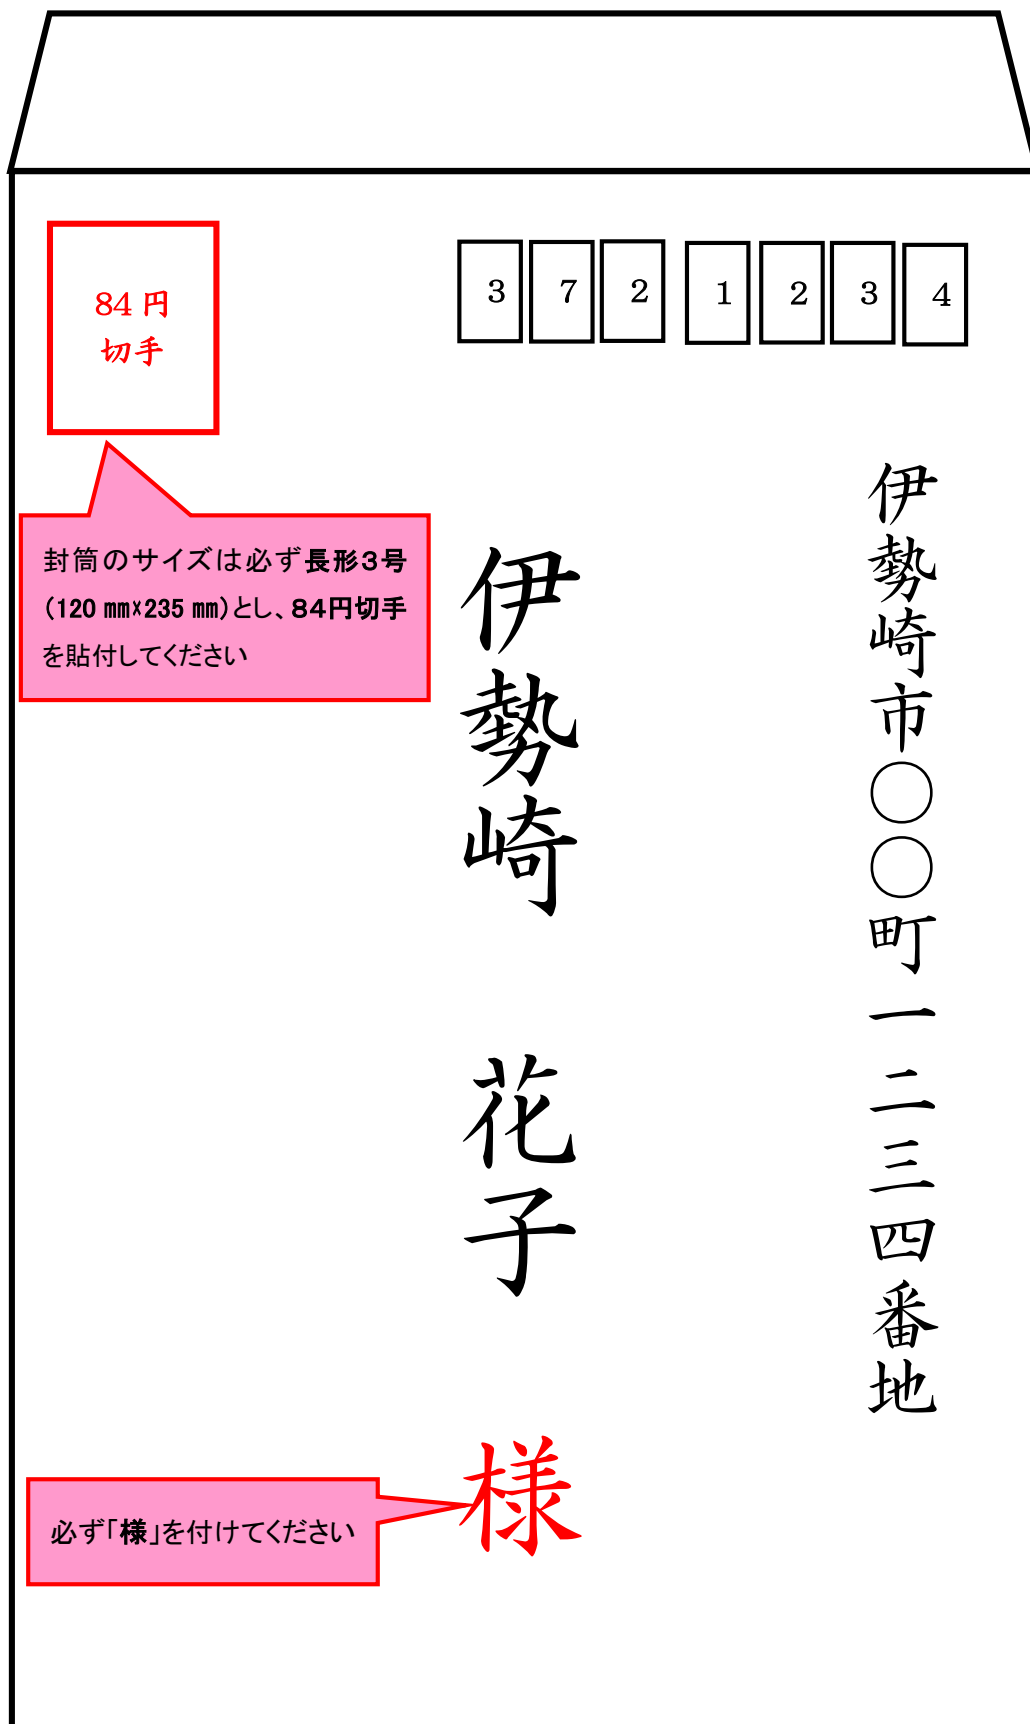 84円
切手
3 7 2 1 2 3 4
封筒のサイズは必ず長形3号
(120㎜×235㎜)とし、84円切手
を貼付してください
伊勢崎市〇〇町一二三四番地
伊勢崎 花子 様
必ず「様」を付けてください